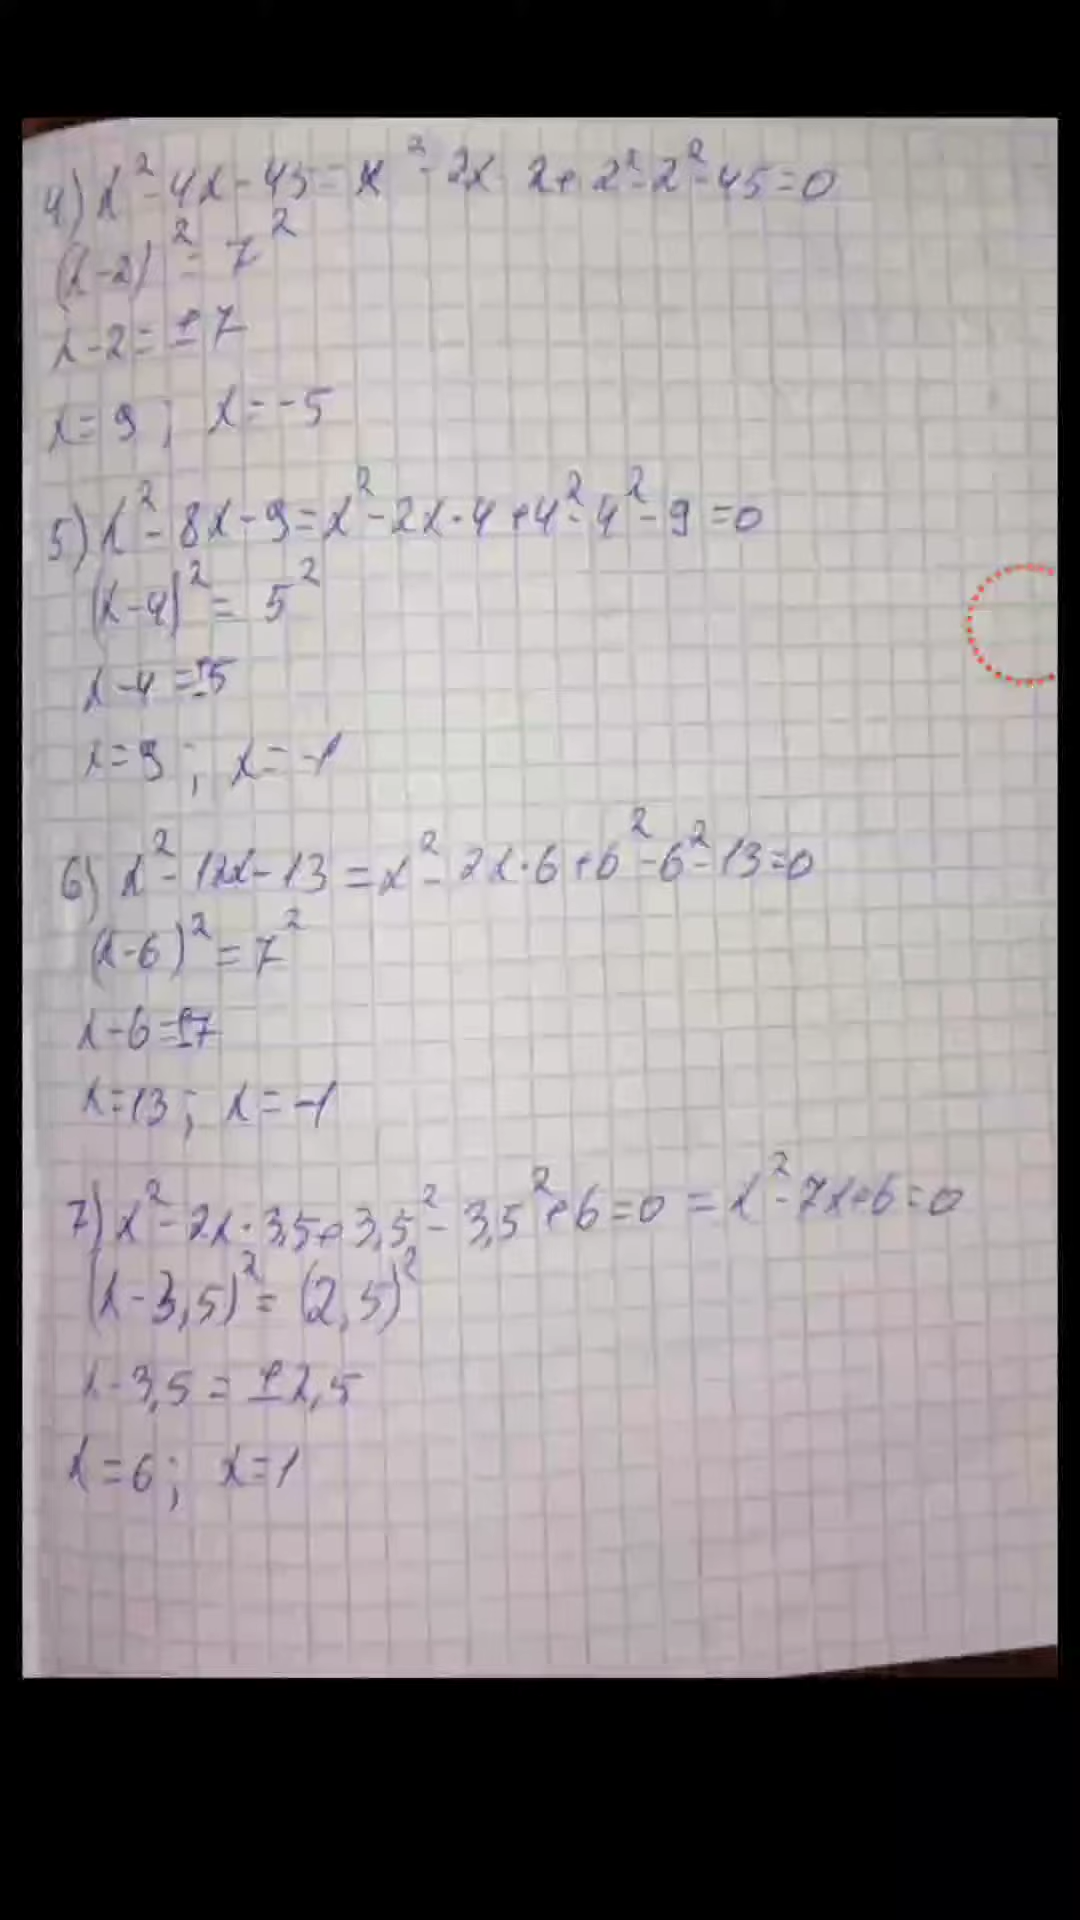 4) x² - 4x - 45 = x² - 2x 2 + 2² - 2² - 45 = 0
(x - 2)² = 7²
x - 2 = ± 7
x = 9 ; x = -5
5) x² - 8x - 9 = x² - 2x · 4 + 4² - 4² - 9 = 0
(x - 4)² = 5²
x - 4 = ±5
x = 9 ; x = -1
6) x² - 12x - 13 = x² - 2x · 6 + 6² - 6² - 13 = 0
(x - 6)² = 7²
x - 6 = ±7
x = 13 ; x = -1
7) x² - 2x · 3,5 + 3,5² - 3,5² + 6 = 0 = x² - 7x + 6 = 0
(x - 3,5)² = (2,5)²
x - 3,5 = ± 2,5
x = 6 ; x = 1